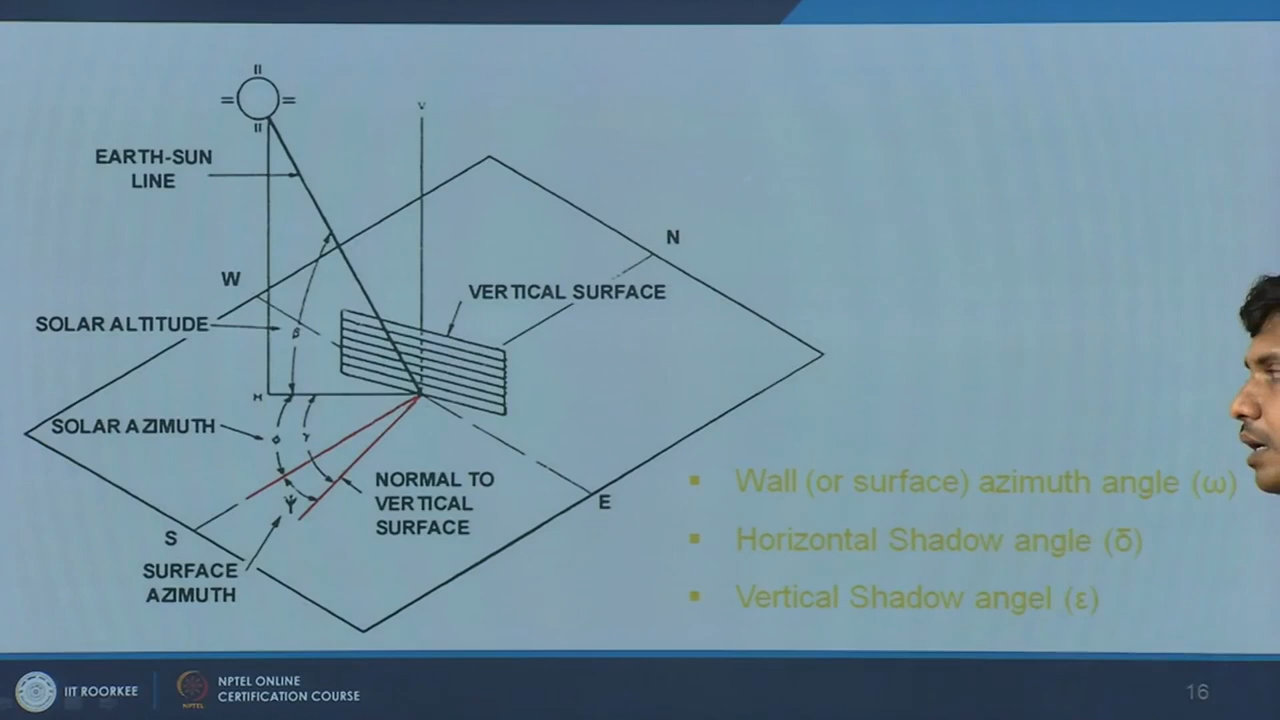 V
EARTH-SUN
LINE
N
W
VERTICAL SURFACE
SOLAR ALTITUDE
β
H
SOLAR AZIMUTH
ϕ
γ
NORMAL TO
VERTICAL
SURFACE
Ψ
S
E
SURFACE
AZIMUTH
▪ Wall (or surface) azimuth angle (ω)
▪ Horizontal Shadow angle (δ)
▪ Vertical Shadow angel (ε)
IIT ROORKEE
NPTEL
NPTEL ONLINE
CERTIFICATION COURSE
16